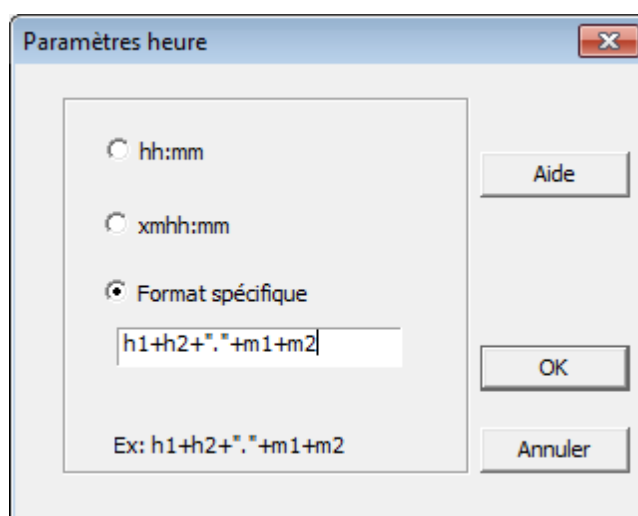 Paramètres heure
hh:mm
Aide
xmhh:mm
Format spécifique
h1+h2+"."+m1+m2
OK
Ex: h1+h2+"."+m1+m2
Annuler